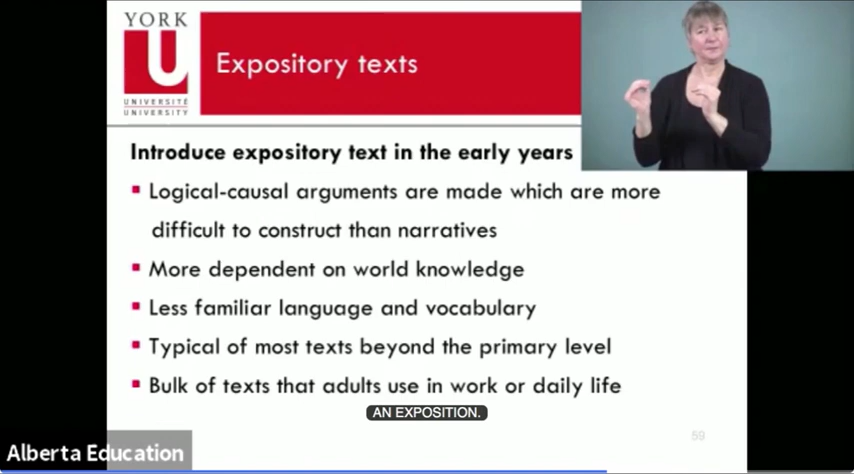 YORK
U
UNIVERSITÉ
UNIVERSITY
Expository texts
Introduce expository text in the early years
Logical-causal arguments are made which are more
difficult to construct than narratives
More dependent on world knowledge
Less familiar language and vocabulary
Typical of most texts beyond the primary level
Bulk of texts that adults use in work or daily life
AN EXPOSITION.
59
Alberta Education